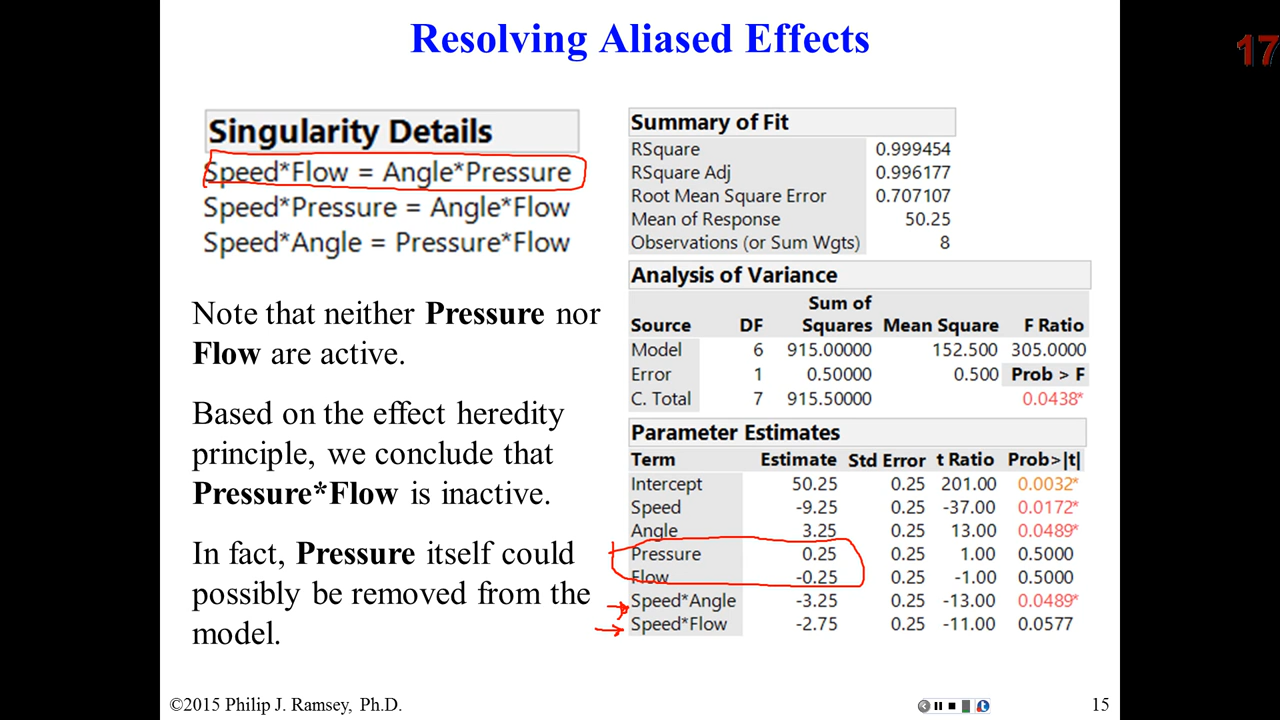 Resolving Aliased Effects
17
Singularity Details
Speed*Flow = Angle*Pressure
Speed*Pressure = Angle*Flow
Speed*Angle = Pressure*Flow
Note that neither Pressure nor
Flow are active.
Based on the effect heredity
principle, we conclude that
Pressure*Flow is inactive.
In fact, Pressure itself could
possibly be removed from the
model.
Summary of Fit
RSquare 0.999454
RSquare Adj 0.996177
Root Mean Square Error 0.707107
Mean of Response 50.25
Observations (or Sum Wgts) 8
Analysis of Variance
Sum of
Source DF Squares Mean Square F Ratio
Model 6 915.00000 152.500 305.0000
Error 1 0.50000 0.500 Prob > F
C. Total 7 915.50000 0.0438*
Parameter Estimates
Term Estimate Std Error t Ratio Prob>|t|
Intercept 50.25 0.25 201.00 0.0032*
Speed -9.25 0.25 -37.00 0.0172*
Angle 3.25 0.25 13.00 0.0489*
Pressure 0.25 0.25 1.00 0.5000
Flow -0.25 0.25 -1.00 0.5000
Speed*Angle -3.25 0.25 -13.00 0.0489*
Speed*Flow -2.75 0.25 -11.00 0.0577
©2015 Philip J. Ramsey, Ph.D.
15